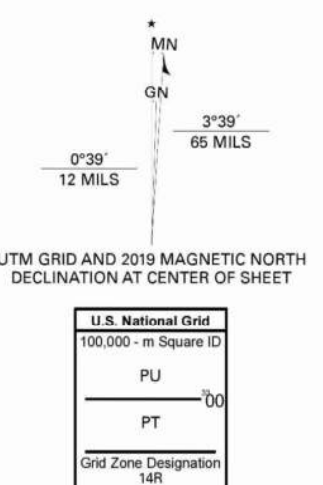 ★
MN
GN
3°39´
65 MILS
0°39´
12 MILS
UTM GRID AND 2019 MAGNETIC NORTH
DECLINATION AT CENTER OF SHEET
U.S. National Grid
100,000 - m Square ID
PU
00
PT
Grid Zone Designation
14R